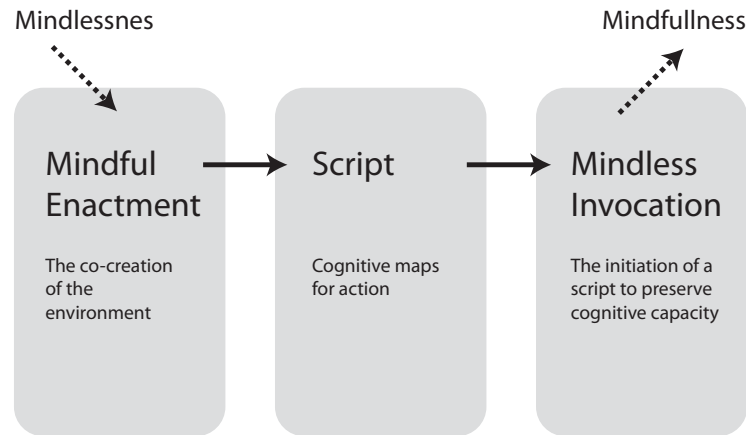 Mindlessnes
Mindfullness
Mindful
Enactment
The co-creation
of the
environment
Script
Cognitive maps
for action
Mindless
Invocation
The initiation of a
script to preserve
cognitive capacity